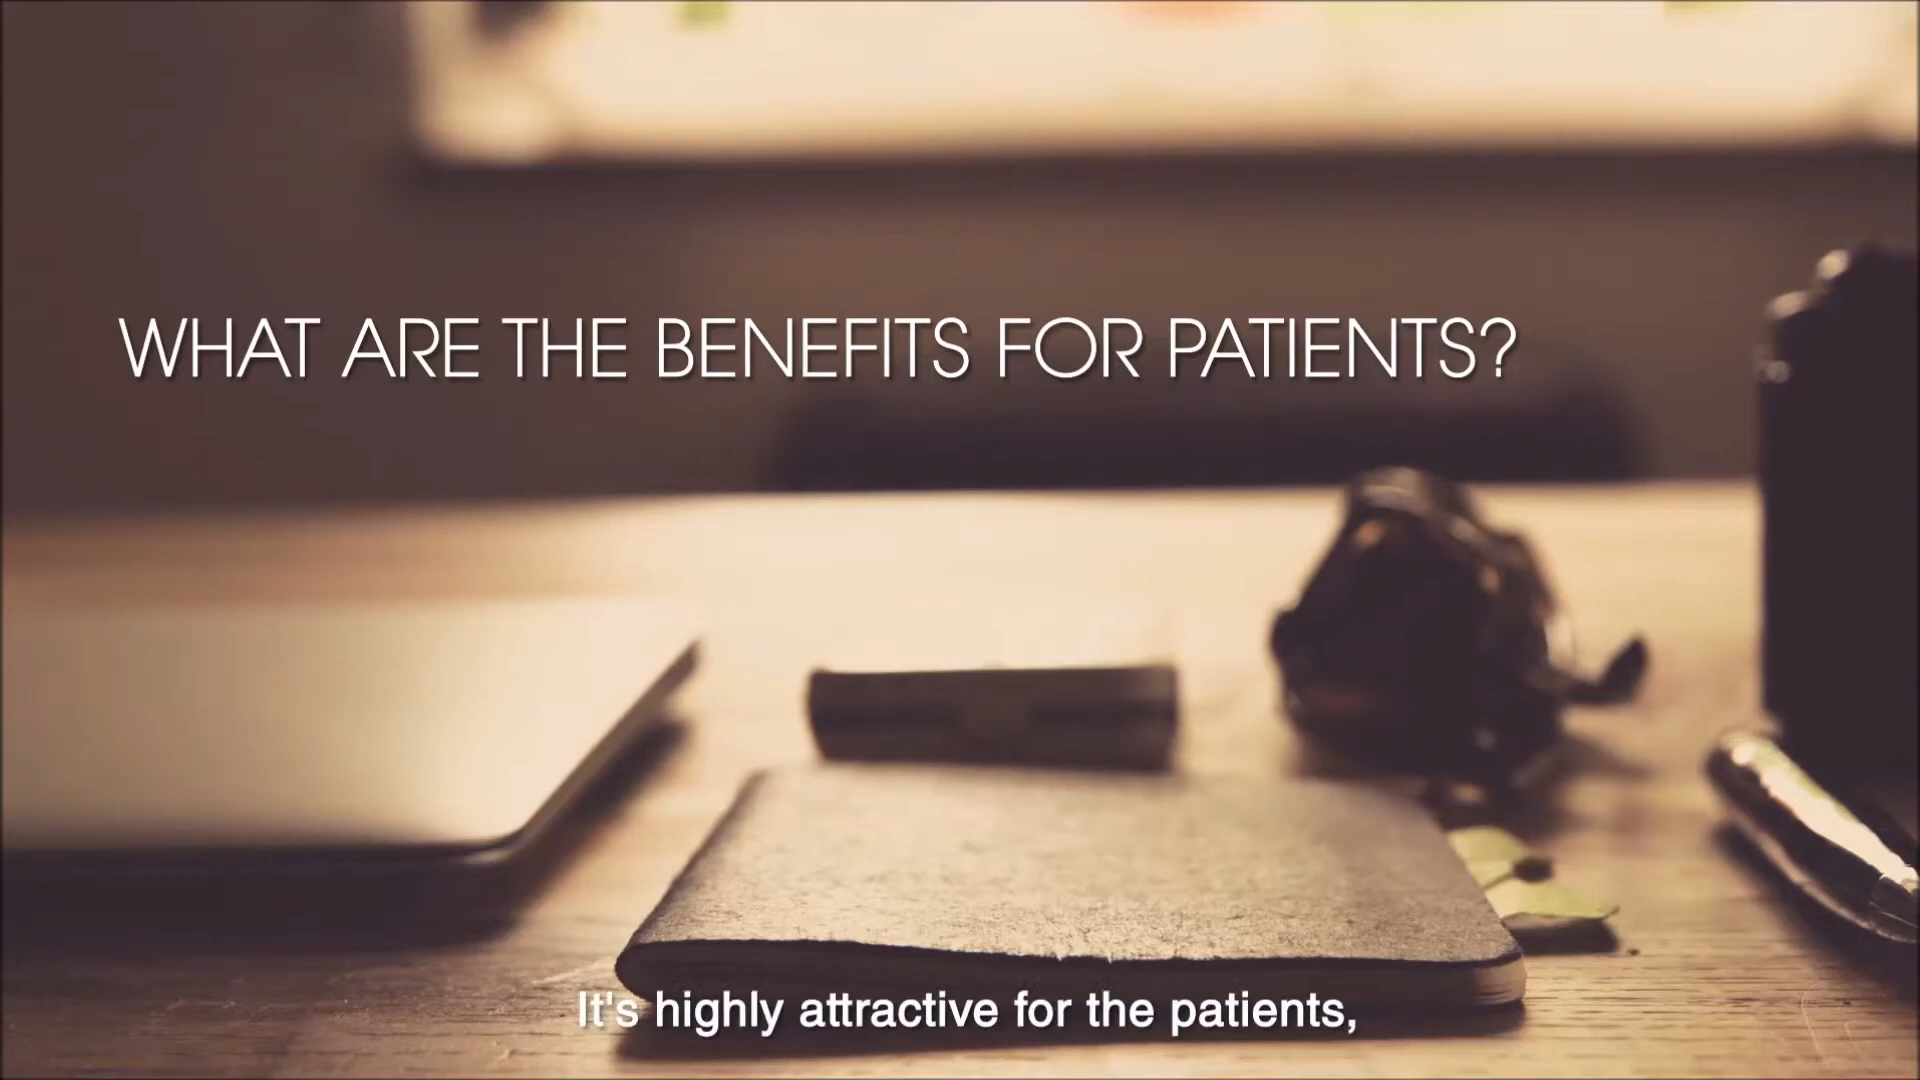 WHAT ARE THE BENEFITS FOR PATIENTS?
It's highly attractive for the patients,